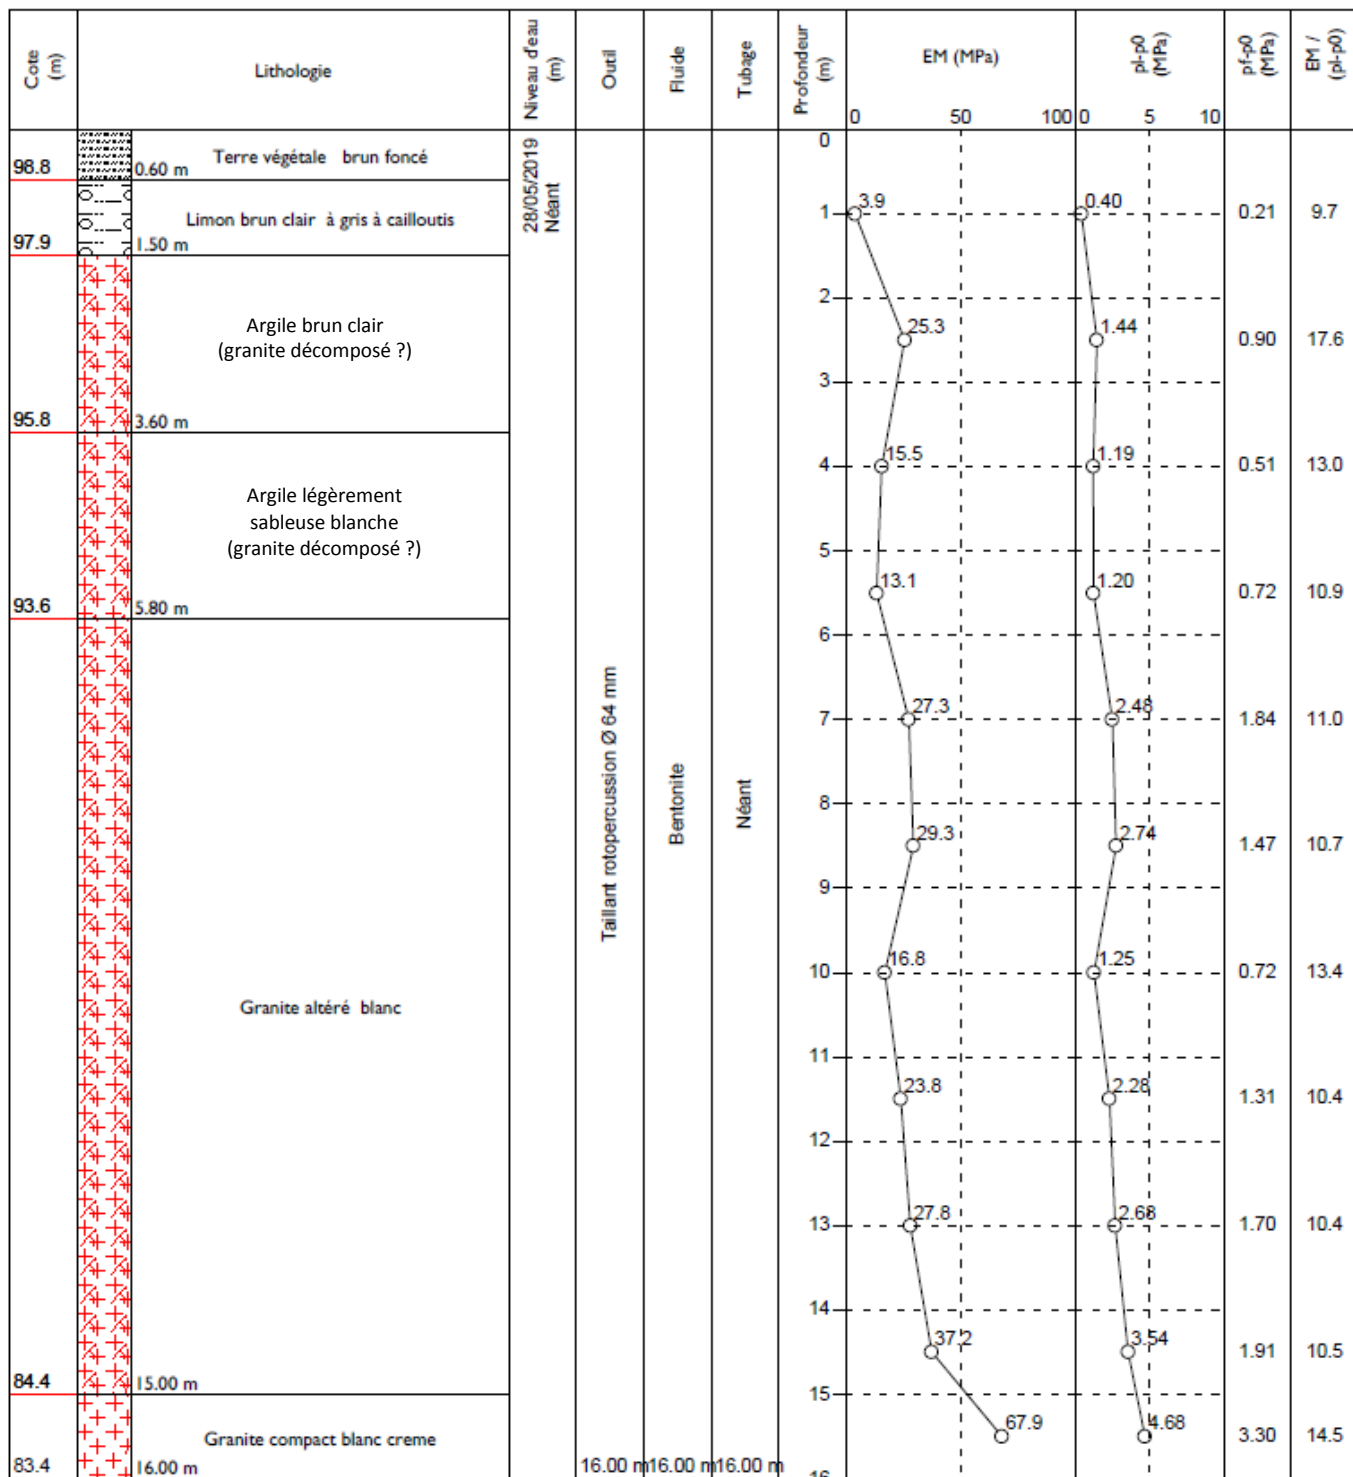 Cote (m)
Lithologie
Niveau d'eau (m)
Outil
Fluide
Tubage
Profondeur (m)
EM (MPa)
0 50 100
pl-p0 (MPa)
0 5 10
pf-p0 (MPa)
EM / (pl-p0)
98.8
0.60 m
Terre végétale brun foncé
97.9
1.50 m
Limon brun clair à gris à cailloutis
Argile brun clair
(granite décomposé ?)
95.8
3.60 m
Argile légèrement
sableuse blanche
(granite décomposé ?)
93.6
5.80 m
Granite altéré blanc
84.4
15.00 m
Granite compact blanc creme
83.4
16.00 m
28/05/2019
Néant
Taillant rotopercussion Ø 64 mm
16.00 m
Bentonite
16.00 m
Néant
16.00 m
0
1
2
3
4
5
6
7
8
9
10
11
12
13
14
15
16
3.9 0.40 0.21 9.7
25.3 1.44 0.90 17.6
15.5 1.19 0.51 13.0
13.1 1.20 0.72 10.9
27.3 2.48 1.84 11.0
29.3 2.74 1.47 10.7
16.8 1.25 0.72 13.4
23.8 2.28 1.31 10.4
27.8 2.68 1.70 10.4
37.2 3.54 1.91 10.5
67.9 4.68 3.30 14.5